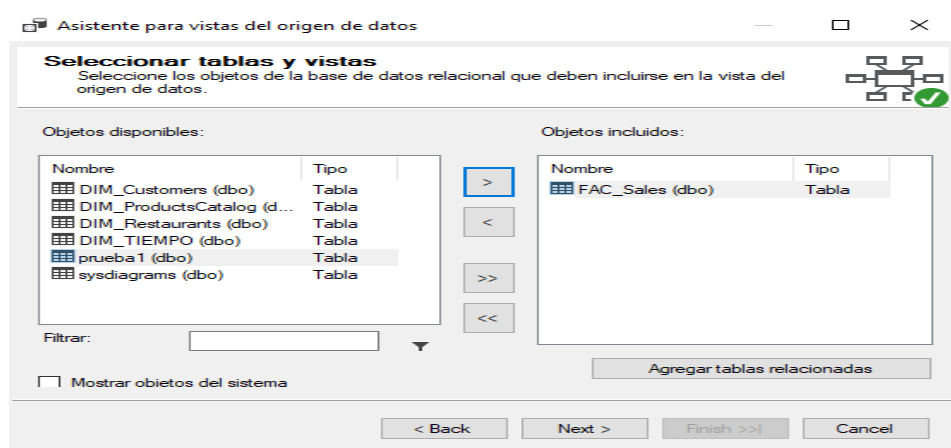 Asistente para vistas del origen de datos
Seleccionar tablas y vistas
Seleccione los objetos de la base de datos relacional que deben incluirse en la vista del
origen de datos.
Objetos disponibles:
Nombre Tipo
DIM_Customers (dbo) Tabla
DIM_ProductsCatalog (d... Tabla
DIM_Restaurants (dbo) Tabla
DIM_TIEMPO (dbo) Tabla
prueba1 (dbo) Tabla
sysdiagrams (dbo) Tabla
>
<
>>
<<
Objetos incluidos:
Nombre Tipo
FAC_Sales (dbo) Tabla
Filtrar:
Agregar tablas relacionadas
Mostrar objetos del sistema
< Back Next > Finish >>| Cancel